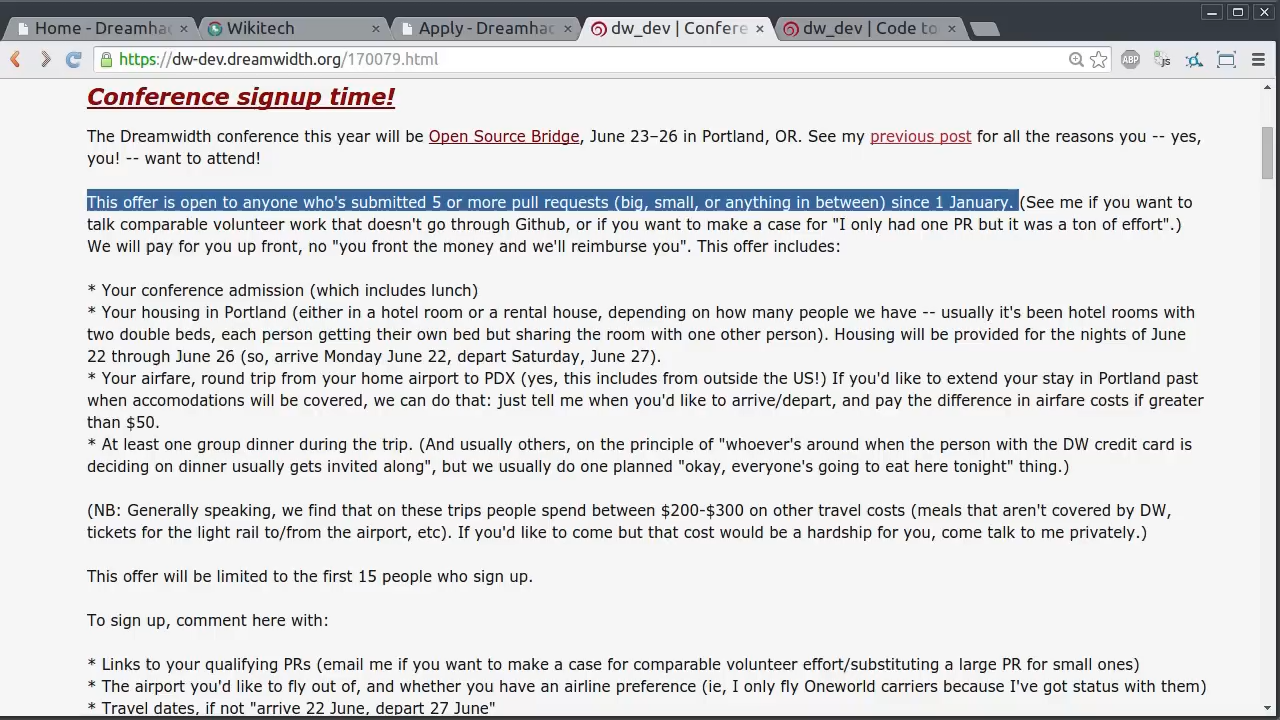 Home - Dreamhac
Wikitech
Apply - Dreamhac
dw_dev | Confere
dw_dev | Code to
https://dw-dev.dreamwidth.org/170079.html
ABP
js
Conference signup time!
The Dreamwidth conference this year will be Open Source Bridge, June 23–26 in Portland, OR. See my previous post for all the reasons you -- yes,
you! -- want to attend!
This offer is open to anyone who's submitted 5 or more pull requests (big, small, or anything in between) since 1 January. (See me if you want to
talk comparable volunteer work that doesn't go through Github, or if you want to make a case for "I only had one PR but it was a ton of effort".)
We will pay for you up front, no "you front the money and we'll reimburse you". This offer includes:
* Your conference admission (which includes lunch)
* Your housing in Portland (either in a hotel room or a rental house, depending on how many people we have -- usually it's been hotel rooms with
two double beds, each person getting their own bed but sharing the room with one other person). Housing will be provided for the nights of June
22 through June 26 (so, arrive Monday June 22, depart Saturday, June 27).
* Your airfare, round trip from your home airport to PDX (yes, this includes from outside the US!) If you'd like to extend your stay in Portland past
when accomodations will be covered, we can do that: just tell me when you'd like to arrive/depart, and pay the difference in airfare costs if greater
than $50.
* At least one group dinner during the trip. (And usually others, on the principle of "whoever's around when the person with the DW credit card is
deciding on dinner usually gets invited along", but we usually do one planned "okay, everyone's going to eat here tonight" thing.)
(NB: Generally speaking, we find that on these trips people spend between $200-$300 on other travel costs (meals that aren't covered by DW,
tickets for the light rail to/from the airport, etc). If you'd like to come but that cost would be a hardship for you, come talk to me privately.)
This offer will be limited to the first 15 people who sign up.
To sign up, comment here with:
* Links to your qualifying PRs (email me if you want to make a case for comparable volunteer effort/substituting a large PR for small ones)
* The airport you'd like to fly out of, and whether you have an airline preference (ie, I only fly Oneworld carriers because I've got status with them)
* Travel dates, if not "arrive 22 June, depart 27 June"